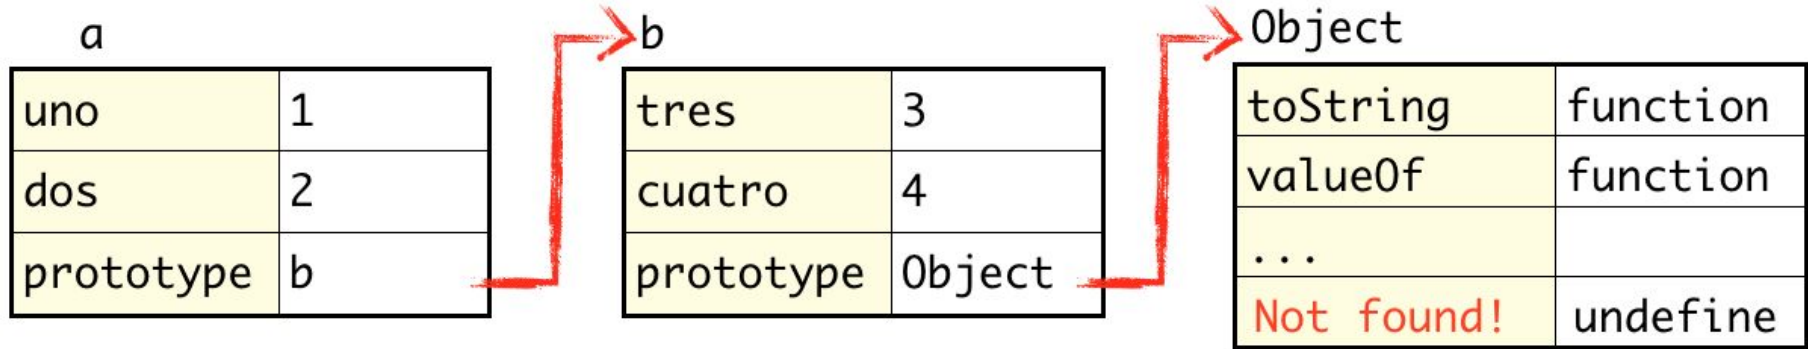 a
uno 1
dos 2
prototype b
b
tres 3
cuatro 4
prototype Object
Object
toString function
valueOf function
...
Not found! undefine